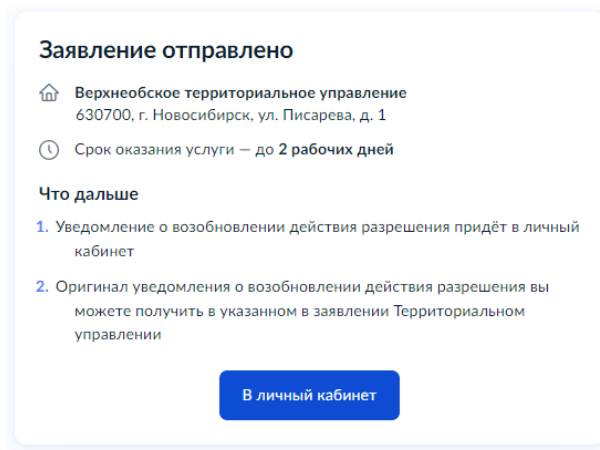 Заявление отправлено
Верхнеобское территориальное управление
630700, г. Новосибирск, ул. Писарева, д. 1
Срок оказания услуги — до 2 рабочих дней
Что дальше
1. Уведомление о возобновлении действия разрешения придёт в личный
кабинет
2. Оригинал уведомления о возобновлении действия разрешения вы
можете получить в указанном в заявлении Территориальном
управлении
В личный кабинет